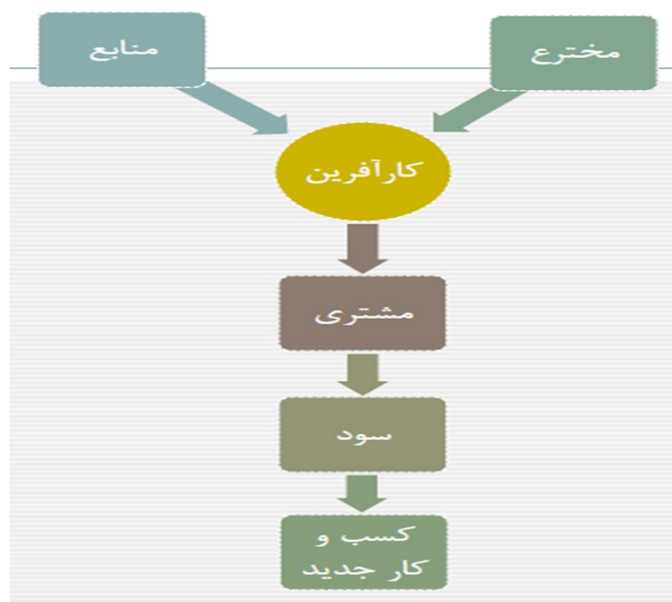 مخترع
منابع
کارآفرین
مشتری
سود
کسب و
کار جدید